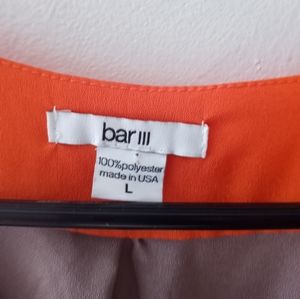 bar III
100%polyester
made in USA
L